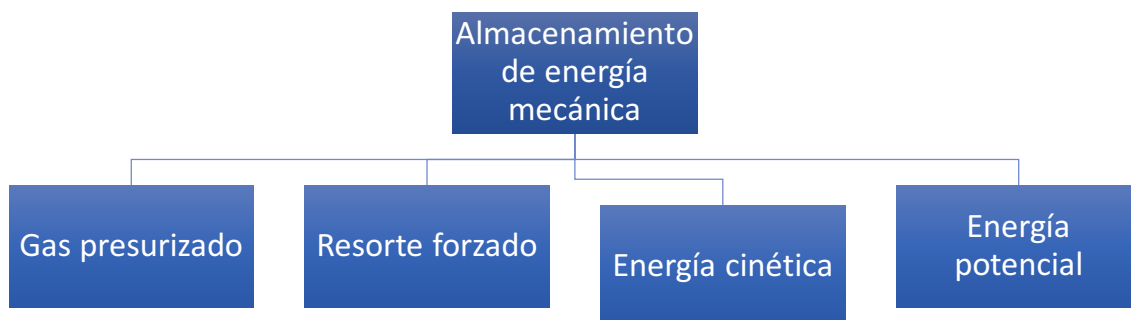 Almacenamiento
de energía
mecánica
Gas presurizado
Resorte forzado
Energía cinética
Energía
potencial